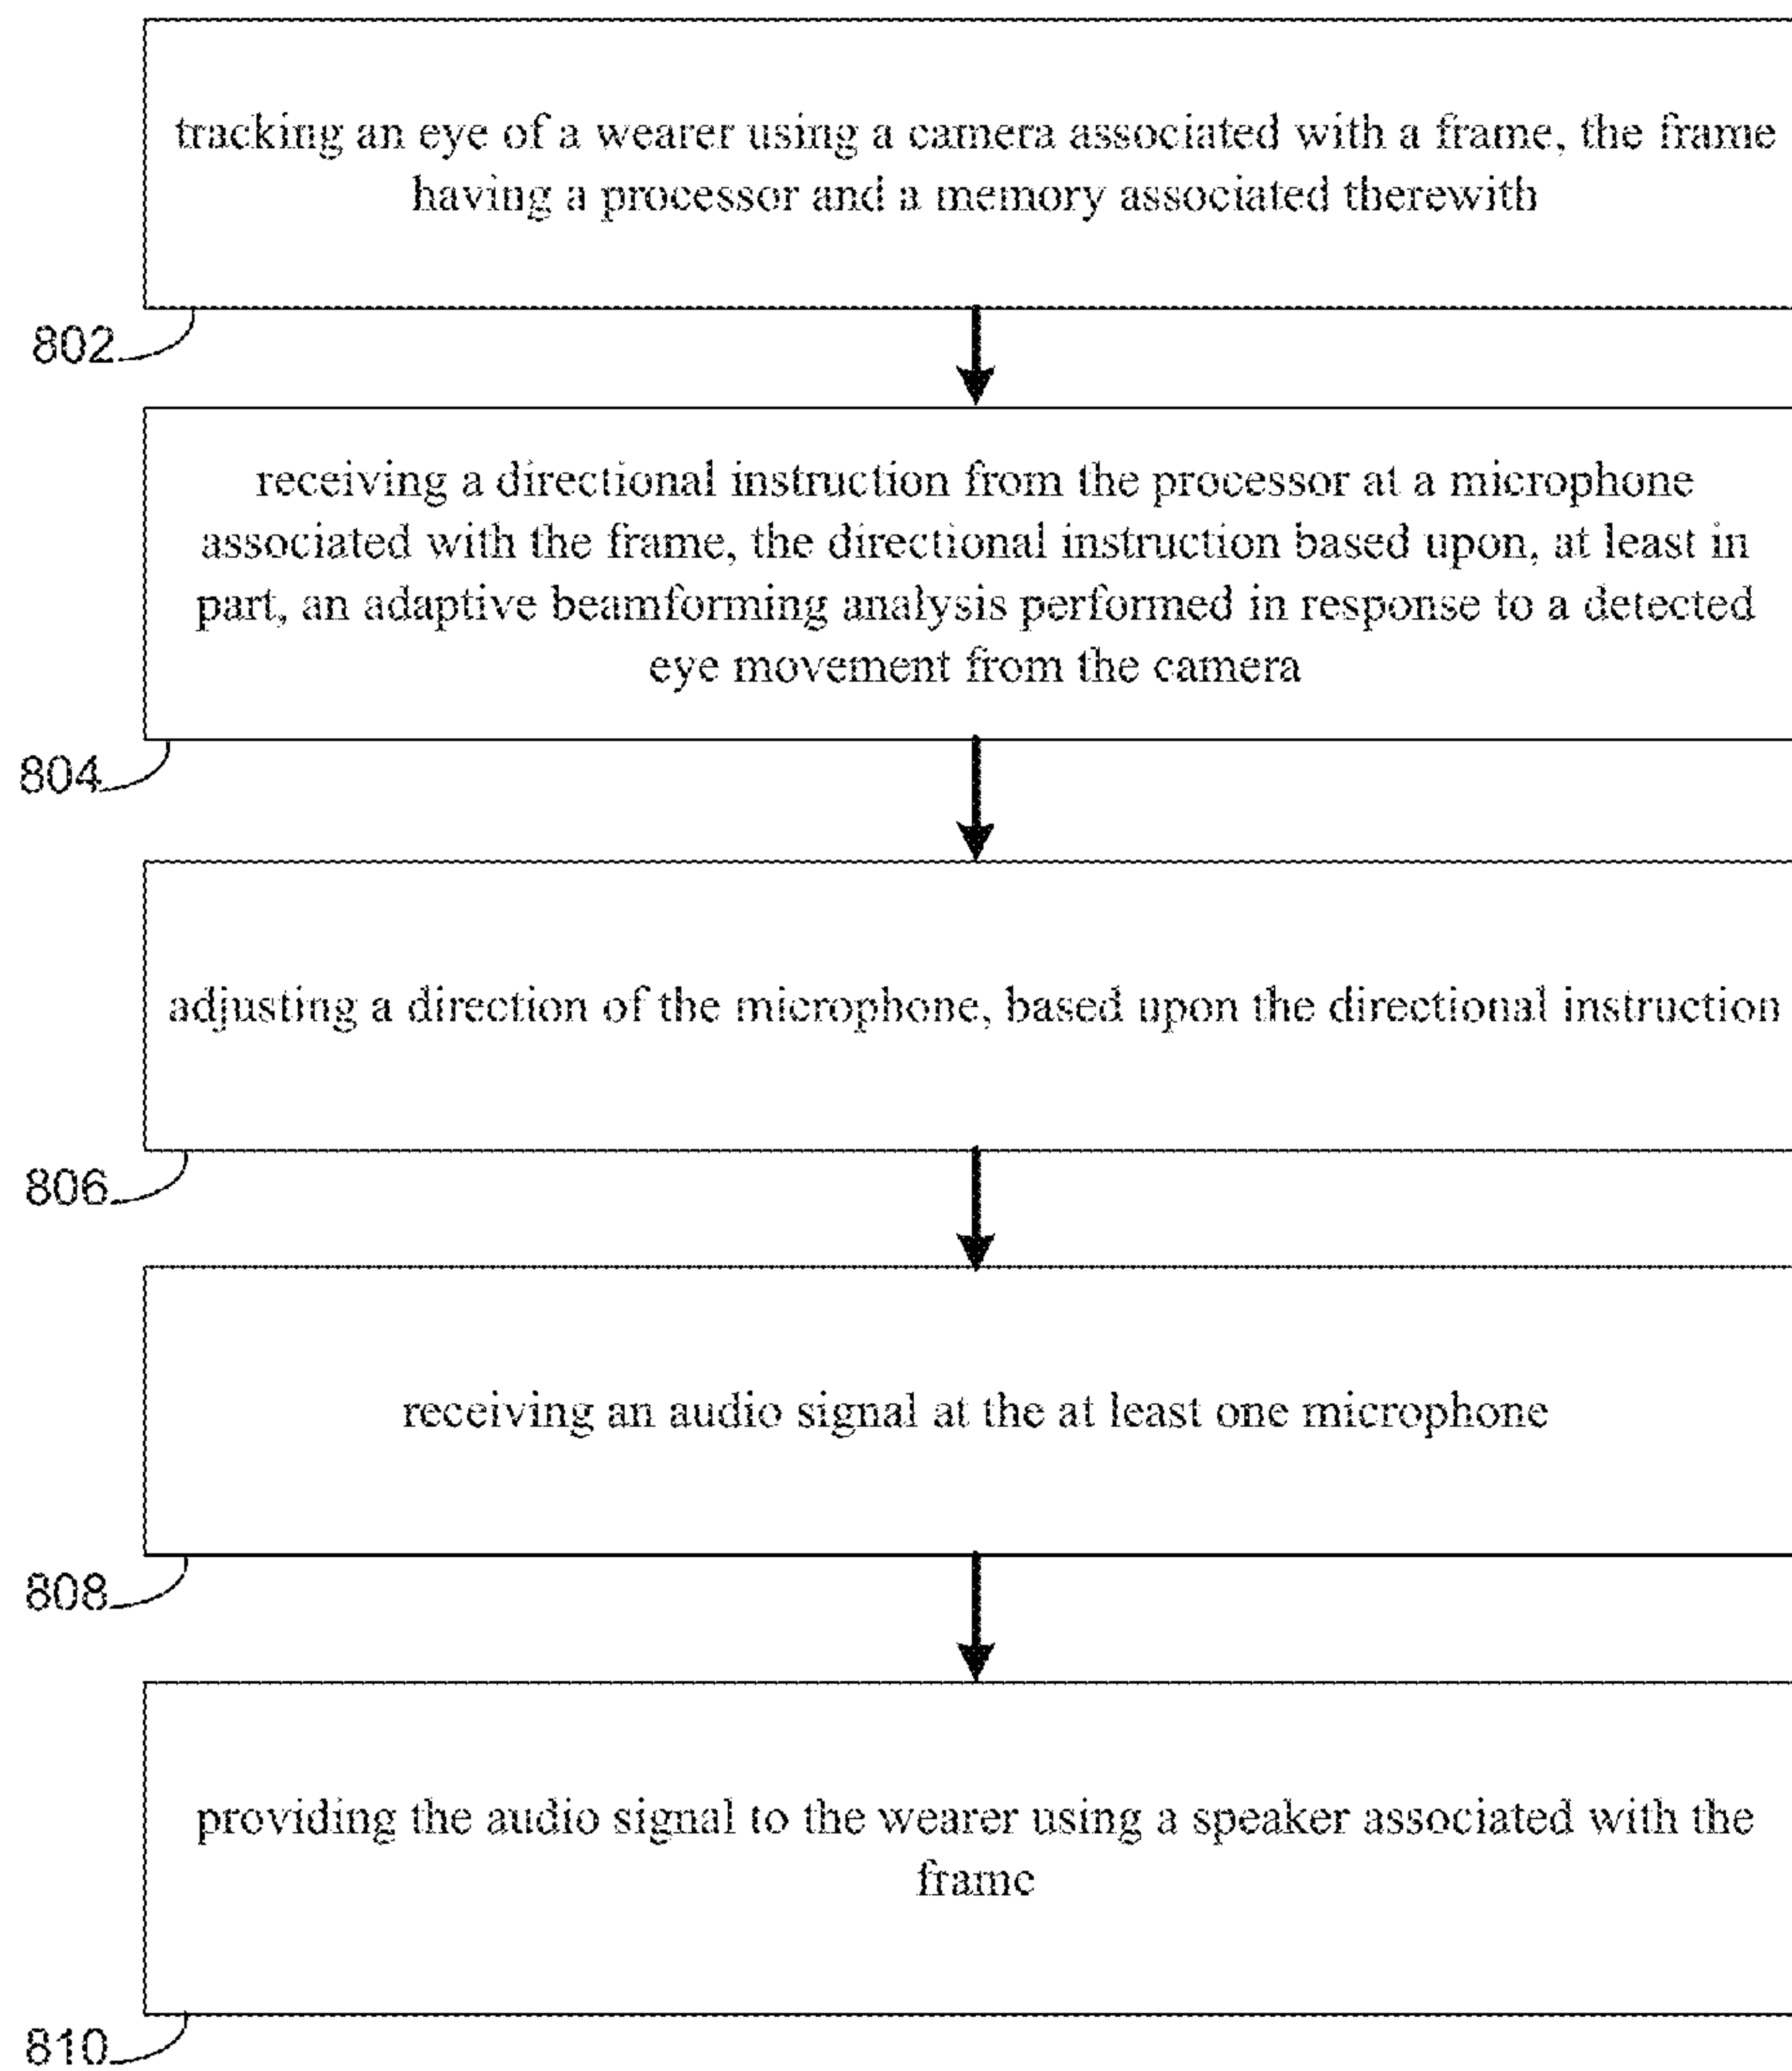 tracking an eye of a wearer using a camera associated with a frame, the frame
having a processor and a memory associated therewith
802
receiving a directional instruction from the processor at a microphone
associated with the frame, the directional instruction based upon, at least in
part, an adaptive beamforming analysis performed in response to a detected
eye movement from the camera
804
adjusting a direction of the microphone, based upon the directional instruction
806
receiving an audio signal at the at least one microphone
808
providing the audio signal to the wearer using a speaker associated with the
frame
810